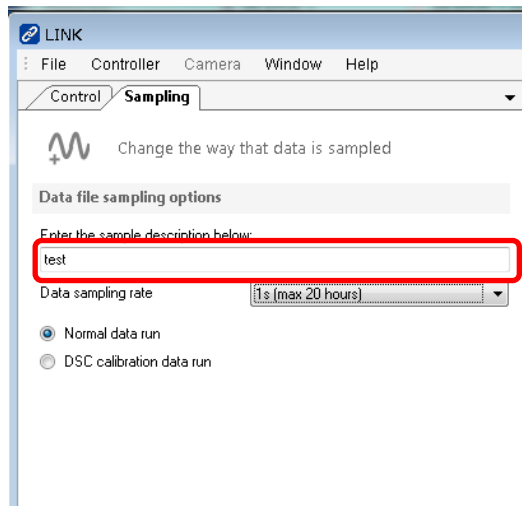 LINK
File Controller Camera Window Help
Control Sampling
Change the way that data is sampled
Data file sampling options
Enter the sample description below:
test
Data sampling rate 1s (max 20 hours)
Normal data run
DSC calibration data run